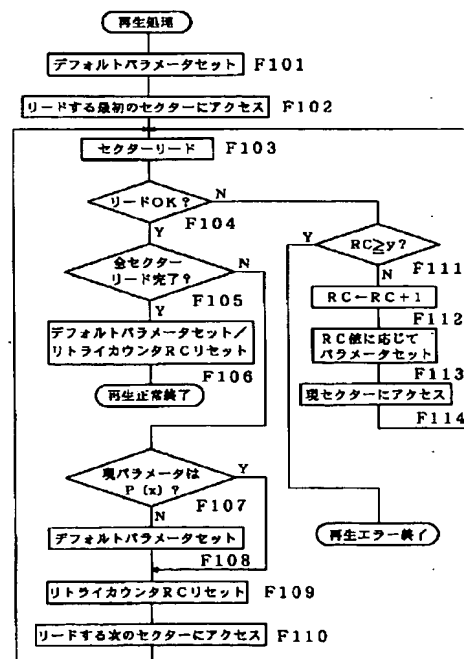 再生処理
デフォルトパラメータセット F101
リードする最初のセクターにアクセス F102
セクターリード F103
リードOK？
N
F104
Y
全セクター
リード完了？
N
F105
Y
デフォルトパラメータセット／
リトライカウンタRCリセット
F106
再生正常終了
Y
RC≧y？
F111
N
RC←RC＋1
F112
RC値に応じて
パラメータセット
F113
現セクターにアクセス
F114
現パラメータは
P（x）？
Y
F107
N
デフォルトパラメータセット
F108
再生エラー終了
リトライカウンタRCリセット F109
リードする次のセクターにアクセス F110